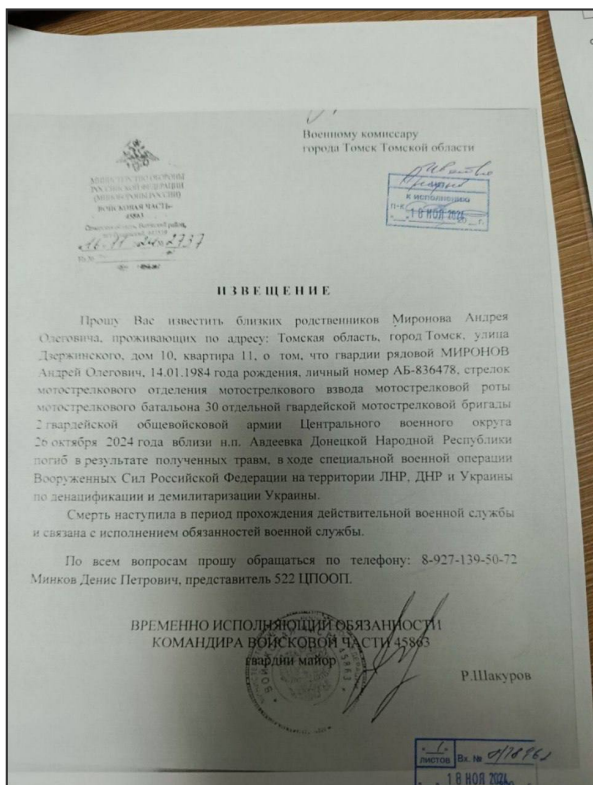 Военному комиссару
города Томск Томской области
МИНИСТЕРСТВО ОБОРОНЫ
РОССИЙСКОЙ ФЕДЕРАЦИИ
(МИНОБОРОНЫ РОССИИ)
ВОЙСКОВАЯ ЧАСТЬ
45863
К ИСПОЛНЕНИЮ
18 НОЯ 2024
ИЗВЕЩЕНИЕ
Прошу Вас известить близких родственников Миронова Андрея
Олеговича, проживающих по адресу: Томская область, город Томск, улица
Дзержинского, дом 10, квартира 11, о том, что гвардии рядовой МИРОНОВ
Андрей Олегович, 14.01.1984 года рождения, личный номер АБ-836478, стрелок
мотострелкового отделения мотострелкового взвода мотострелковой роты
мотострелкового батальона 30 отдельной гвардейской мотострелковой бригады
2 гвардейской общевойсковой армии Центрального военного округа
26 октября 2024 года вблизи н.п. Авдеевка Донецкой Народной Республики
погиб в результате полученных травм, в ходе специальной военной операции
Вооруженных Сил Российской Федерации на территории ЛНР, ДНР и Украины
по денацификации и демилитаризации Украины.
Смерть наступила в период прохождения действительной военной службы
и связана с исполнением обязанностей военной службы.
По всем вопросам прошу обращаться по телефону: 8-927-139-50-72
Минков Денис Петрович, представитель 522 ЦПООП.
ВРЕМЕННО ИСПОЛНЯЮЩИЙ ОБЯЗАННОСТИ
КОМАНДИРА ВОЙСКОВОЙ ЧАСТИ 45863
гвардии майор
Р.Шакуров
листов Вх. №
18 НОЯ 2024